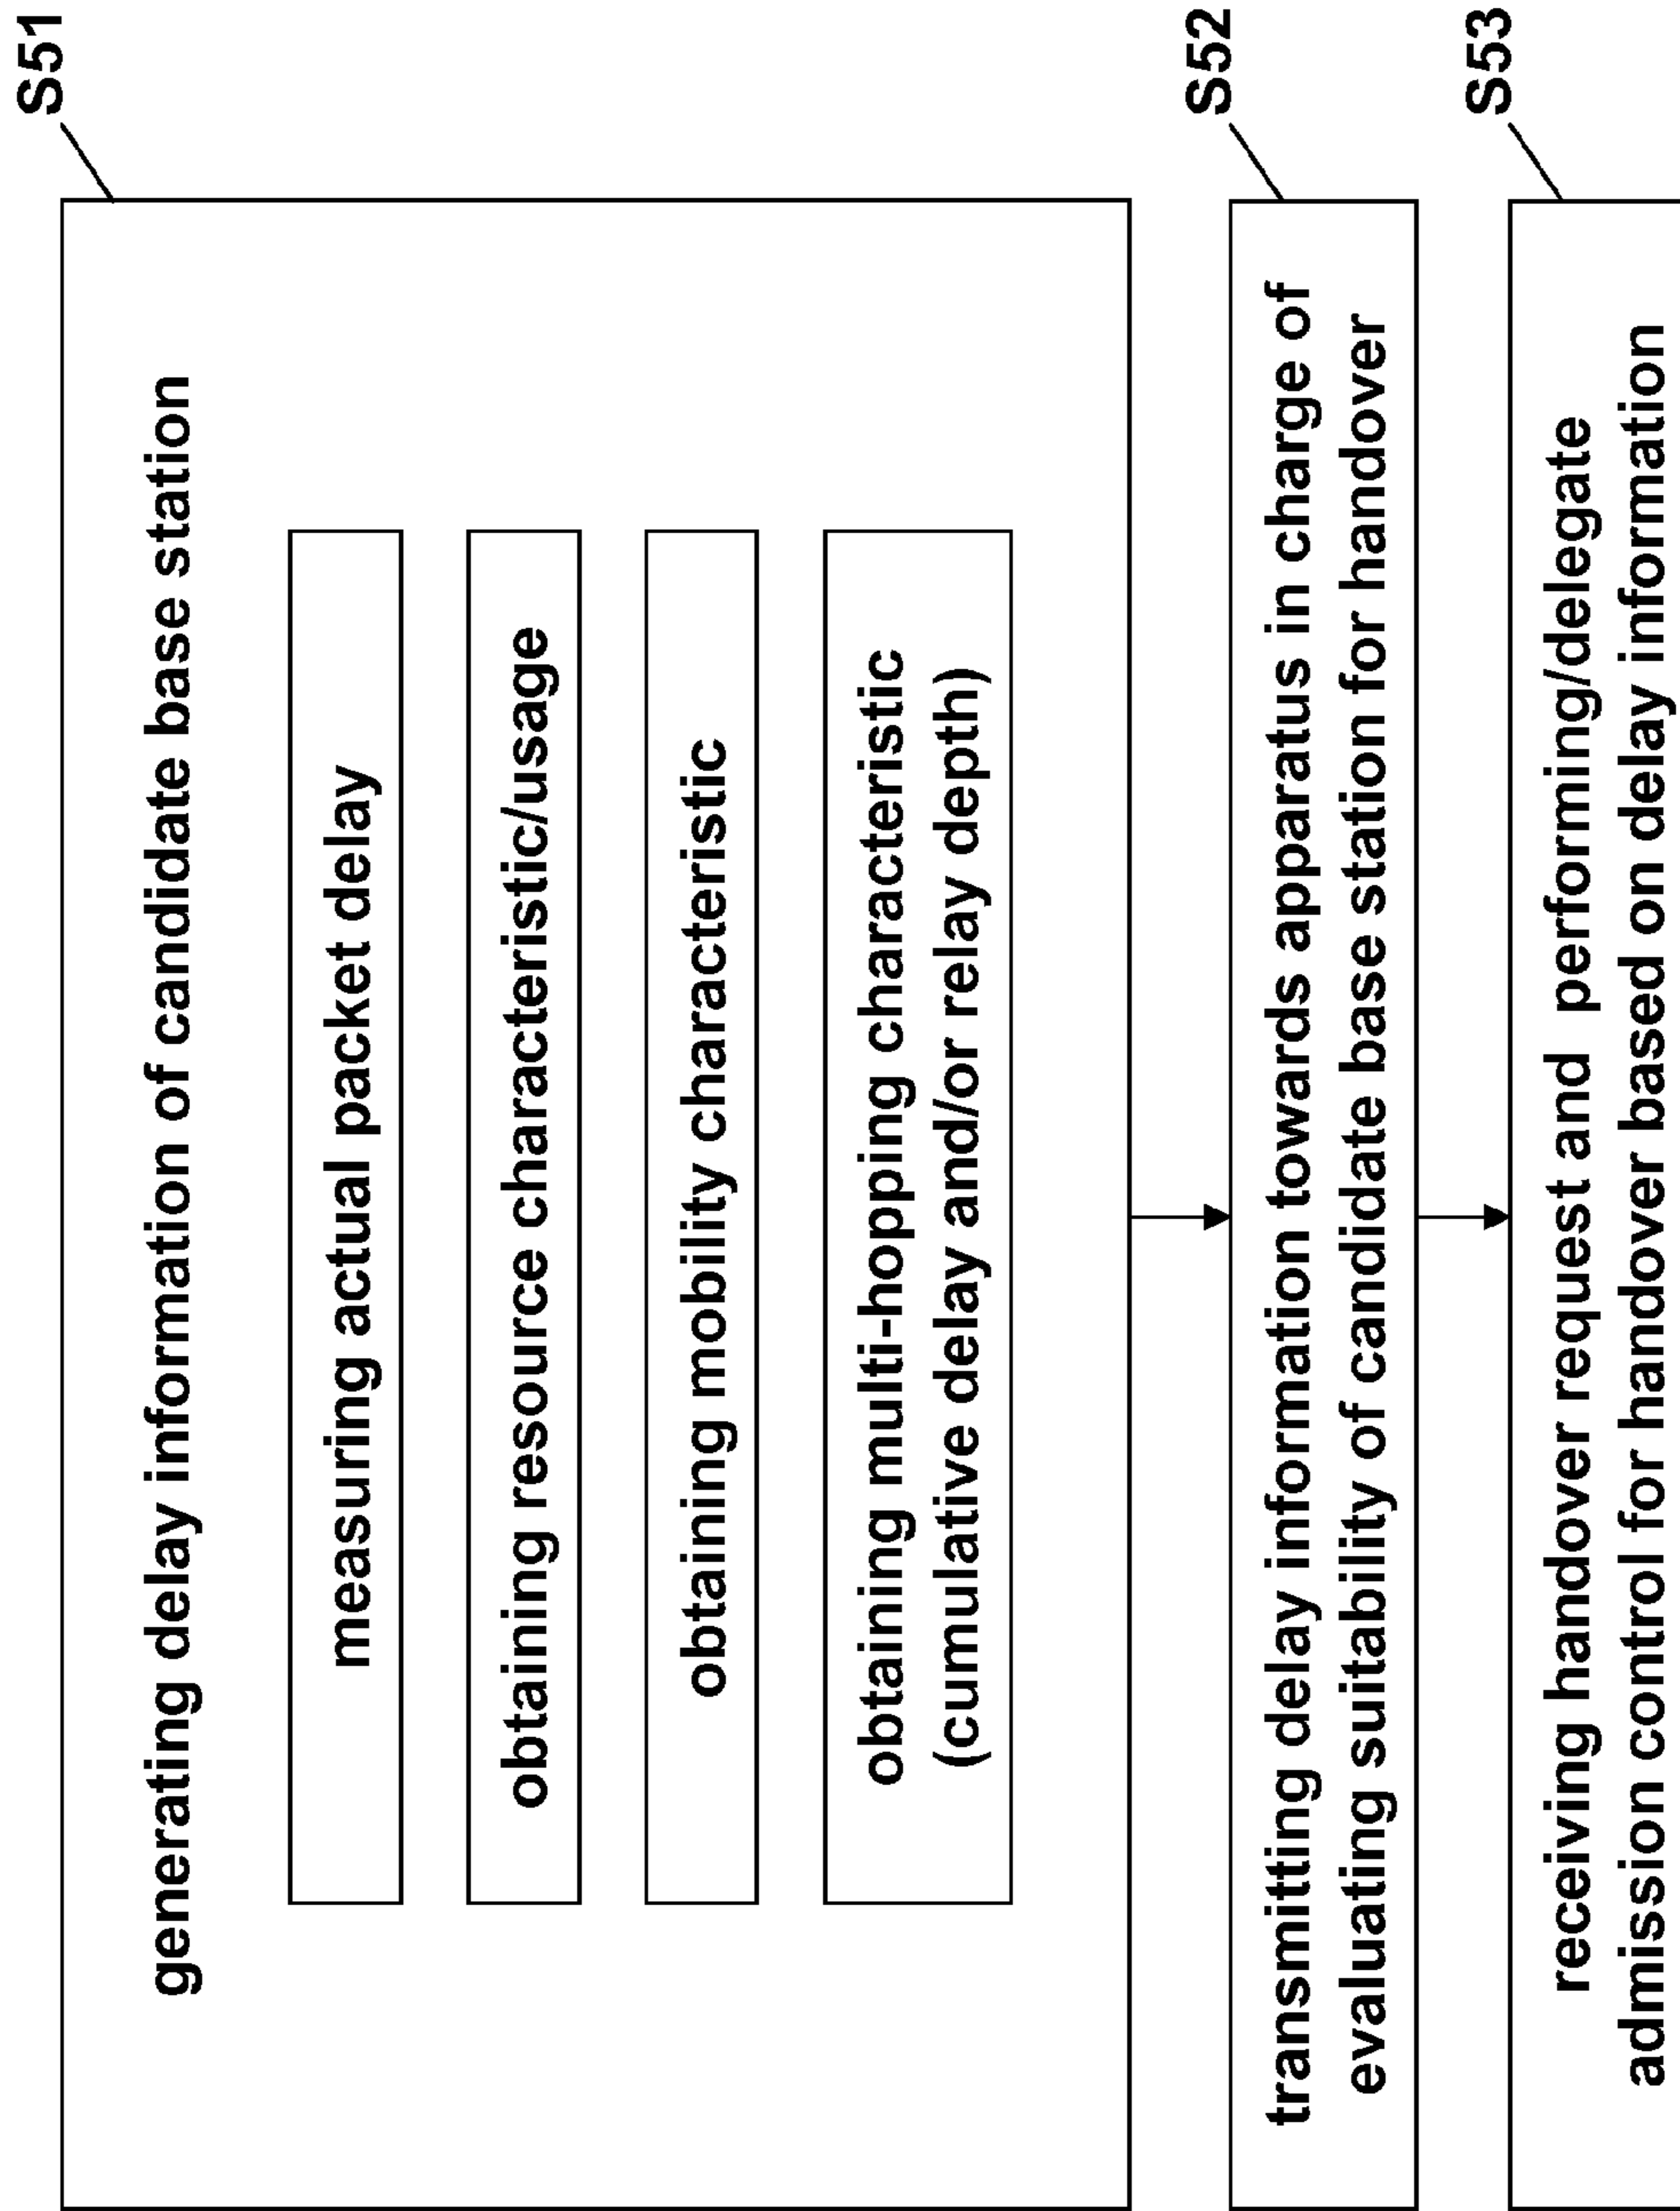 S51
generating delay information of candidate base station
measuring actual packet delay
obtaining resource characteristic/usage
obtaining mobility characteristic
obtaining multi-hopping characteristic
(cumulative delay and/or relay depth)
S52
transmitting delay information towards apparatus in charge of
evaluating suitability of candidate base station for handover
S53
receiving handover request and performing/delegate
admission control for handover based on delay information